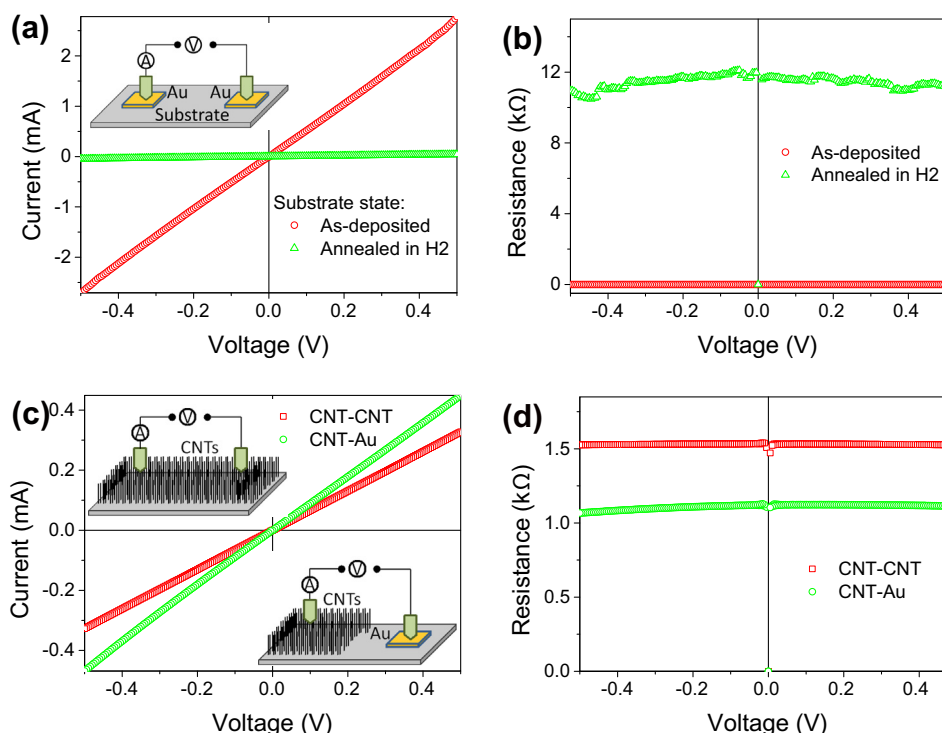 (a)
Current (mA)
2
1
0
-1
-2
A
V
Au
Au
Substrate
Substrate state:
As-deposited
Annealed in H2
-0.4
-0.2
0.0
0.2
0.4
Voltage (V)
(b)
Resistance (kΩ)
12
8
4
0
As-deposited
Annealed in H2
-0.4
-0.2
0.0
0.2
0.4
Voltage (V)
(c)
Current (mA)
0.4
0.2
0.0
-0.2
-0.4
V
A
CNTs
CNT-CNT
CNT-Au
V
A
CNTs
Au
-0.4
-0.2
0.0
0.2
0.4
Voltage (V)
(d)
Resistance (kΩ)
1.5
1.0
0.5
0.0
CNT-CNT
CNT-Au
-0.4
-0.2
0.0
0.2
0.4
Voltage (V)